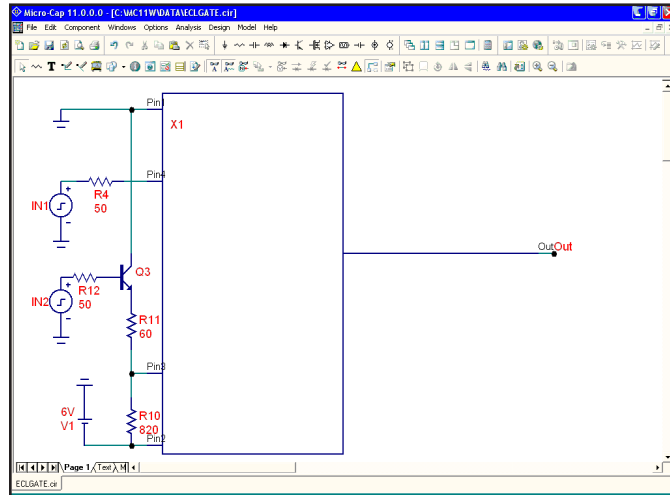 Micro-Cap 11.0.0.0 - [C:\MC11W\DATA\ECLGATE.cir]
File Edit Component Windows Options Analysis Design Model Help
T
Pin1
X1
Pin4
R4
50
IN1
OutOut
Q3
R12
50
IN2
R11
60
Pin3
6V
V1
R10
820
Pin2
Page 1 Text M
ECLGATE.cir